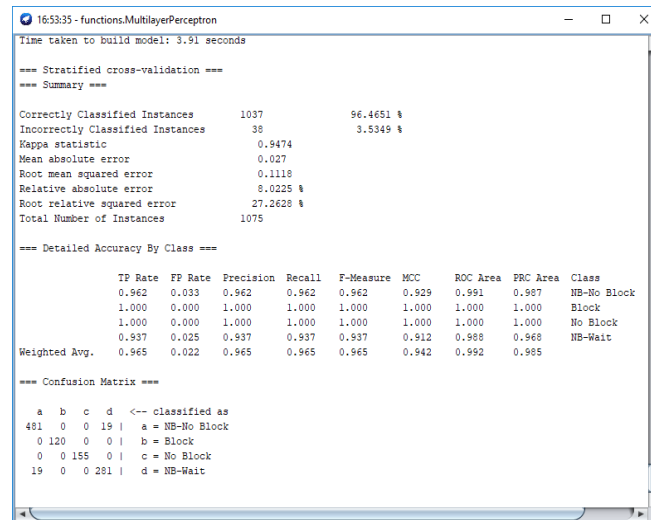 16:53:35 - functions.MultilayerPerceptron
Time taken to build model: 3.91 seconds
=== Stratified cross-validation ===
=== Summary ===
Correctly Classified Instances 1037 96.4651 %
Incorrectly Classified Instances 38 3.5349 %
Kappa statistic 0.9474
Mean absolute error 0.027
Root mean squared error 0.1118
Relative absolute error 8.0225 %
Root relative squared error 27.2628 %
Total Number of Instances 1075
=== Detailed Accuracy By Class ===
TP Rate FP Rate Precision Recall F-Measure MCC ROC Area PRC Area Class
0.962 0.033 0.962 0.962 0.962 0.929 0.991 0.987 NB-No Block
1.000 0.000 1.000 1.000 1.000 1.000 1.000 1.000 Block
1.000 0.000 1.000 1.000 1.000 1.000 1.000 1.000 No Block
0.937 0.025 0.937 0.937 0.937 0.912 0.988 0.968 NB-Wait
Weighted Avg. 0.965 0.022 0.965 0.965 0.965 0.942 0.992 0.985
=== Confusion Matrix ===
a b c d <-- classified as
481 0 0 19 | a = NB-No Block
0 120 0 0 | b = Block
0 0 155 0 | c = No Block
19 0 0 281 | d = NB-Wait